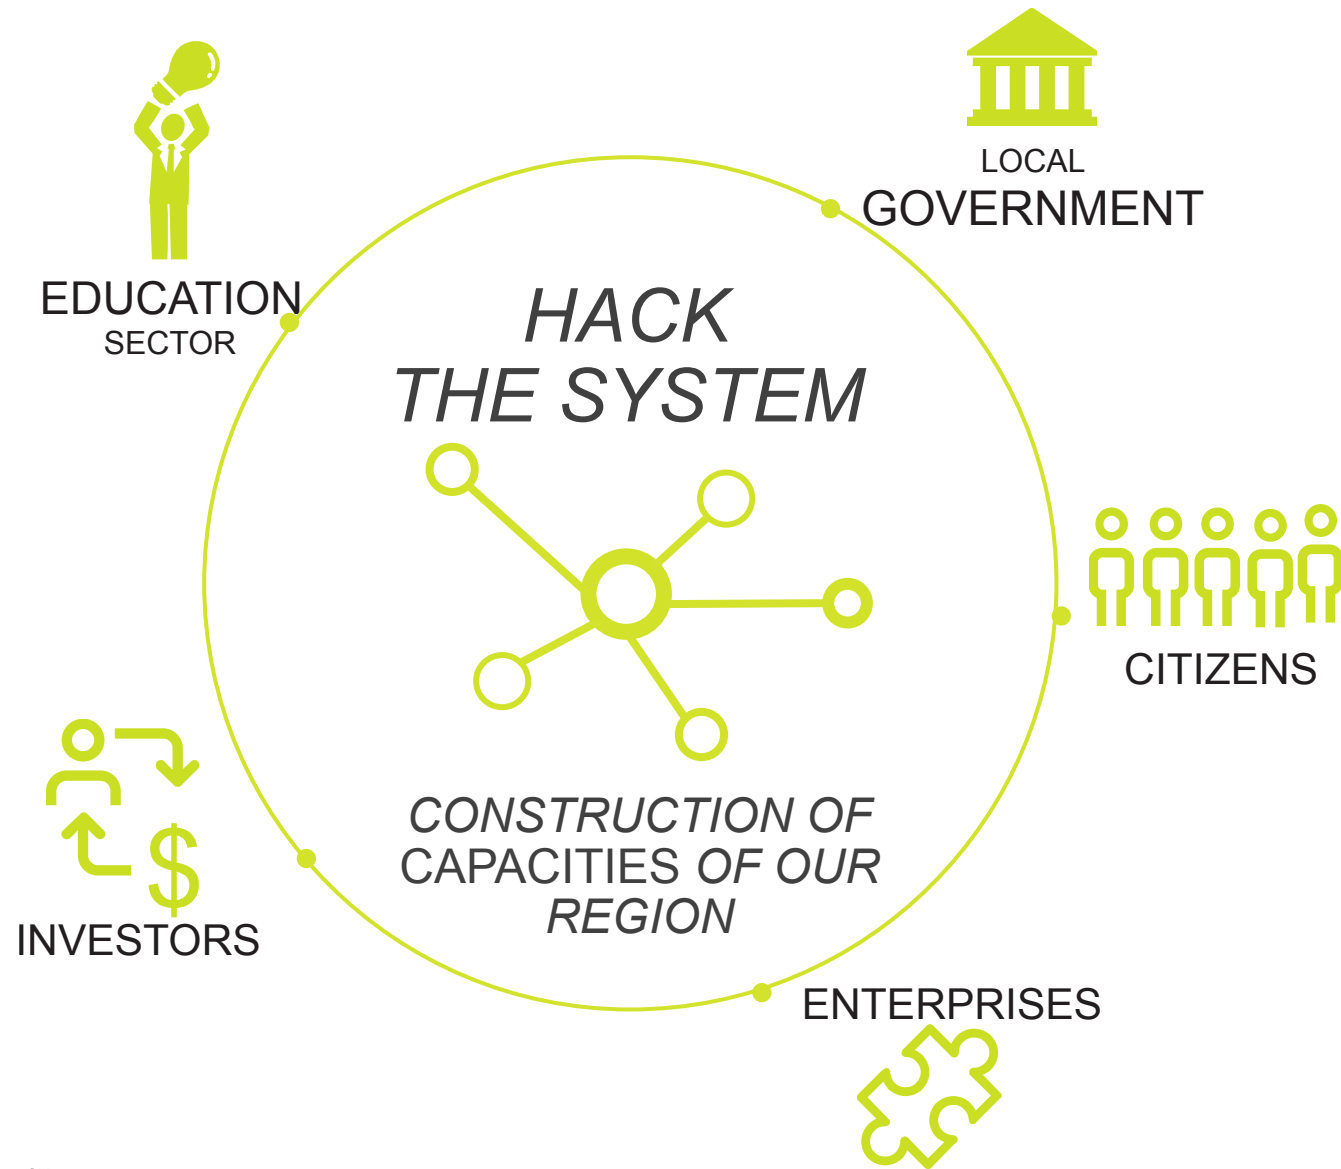 LOCAL
GOVERNMENT
EDUCATION
SECTOR
HACK
THE SYSTEM
CITIZENS
CONSTRUCTION OF
CAPACITIES OF OUR
REGION
INVESTORS
$
ENTERPRISES